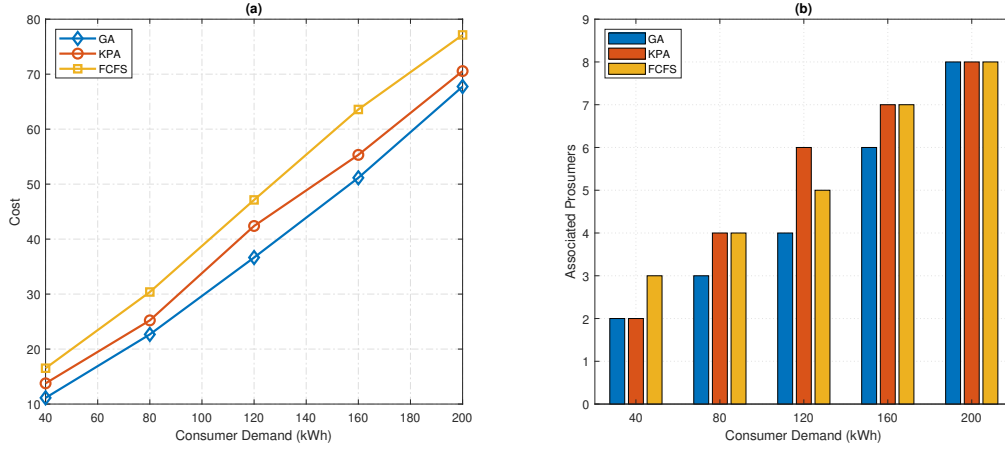 (a)
GA
KPA
FCFS
80
70
60
50
40
30
20
10
Cost
40 60 80 100 120 140 160 180 200
Consumer Demand (kWh)
(b)
GA
KPA
FCFS
9
8
7
6
5
4
3
2
1
0
Associated Prosumers
40 80 120 160 200
Consumer Demand (kWh)